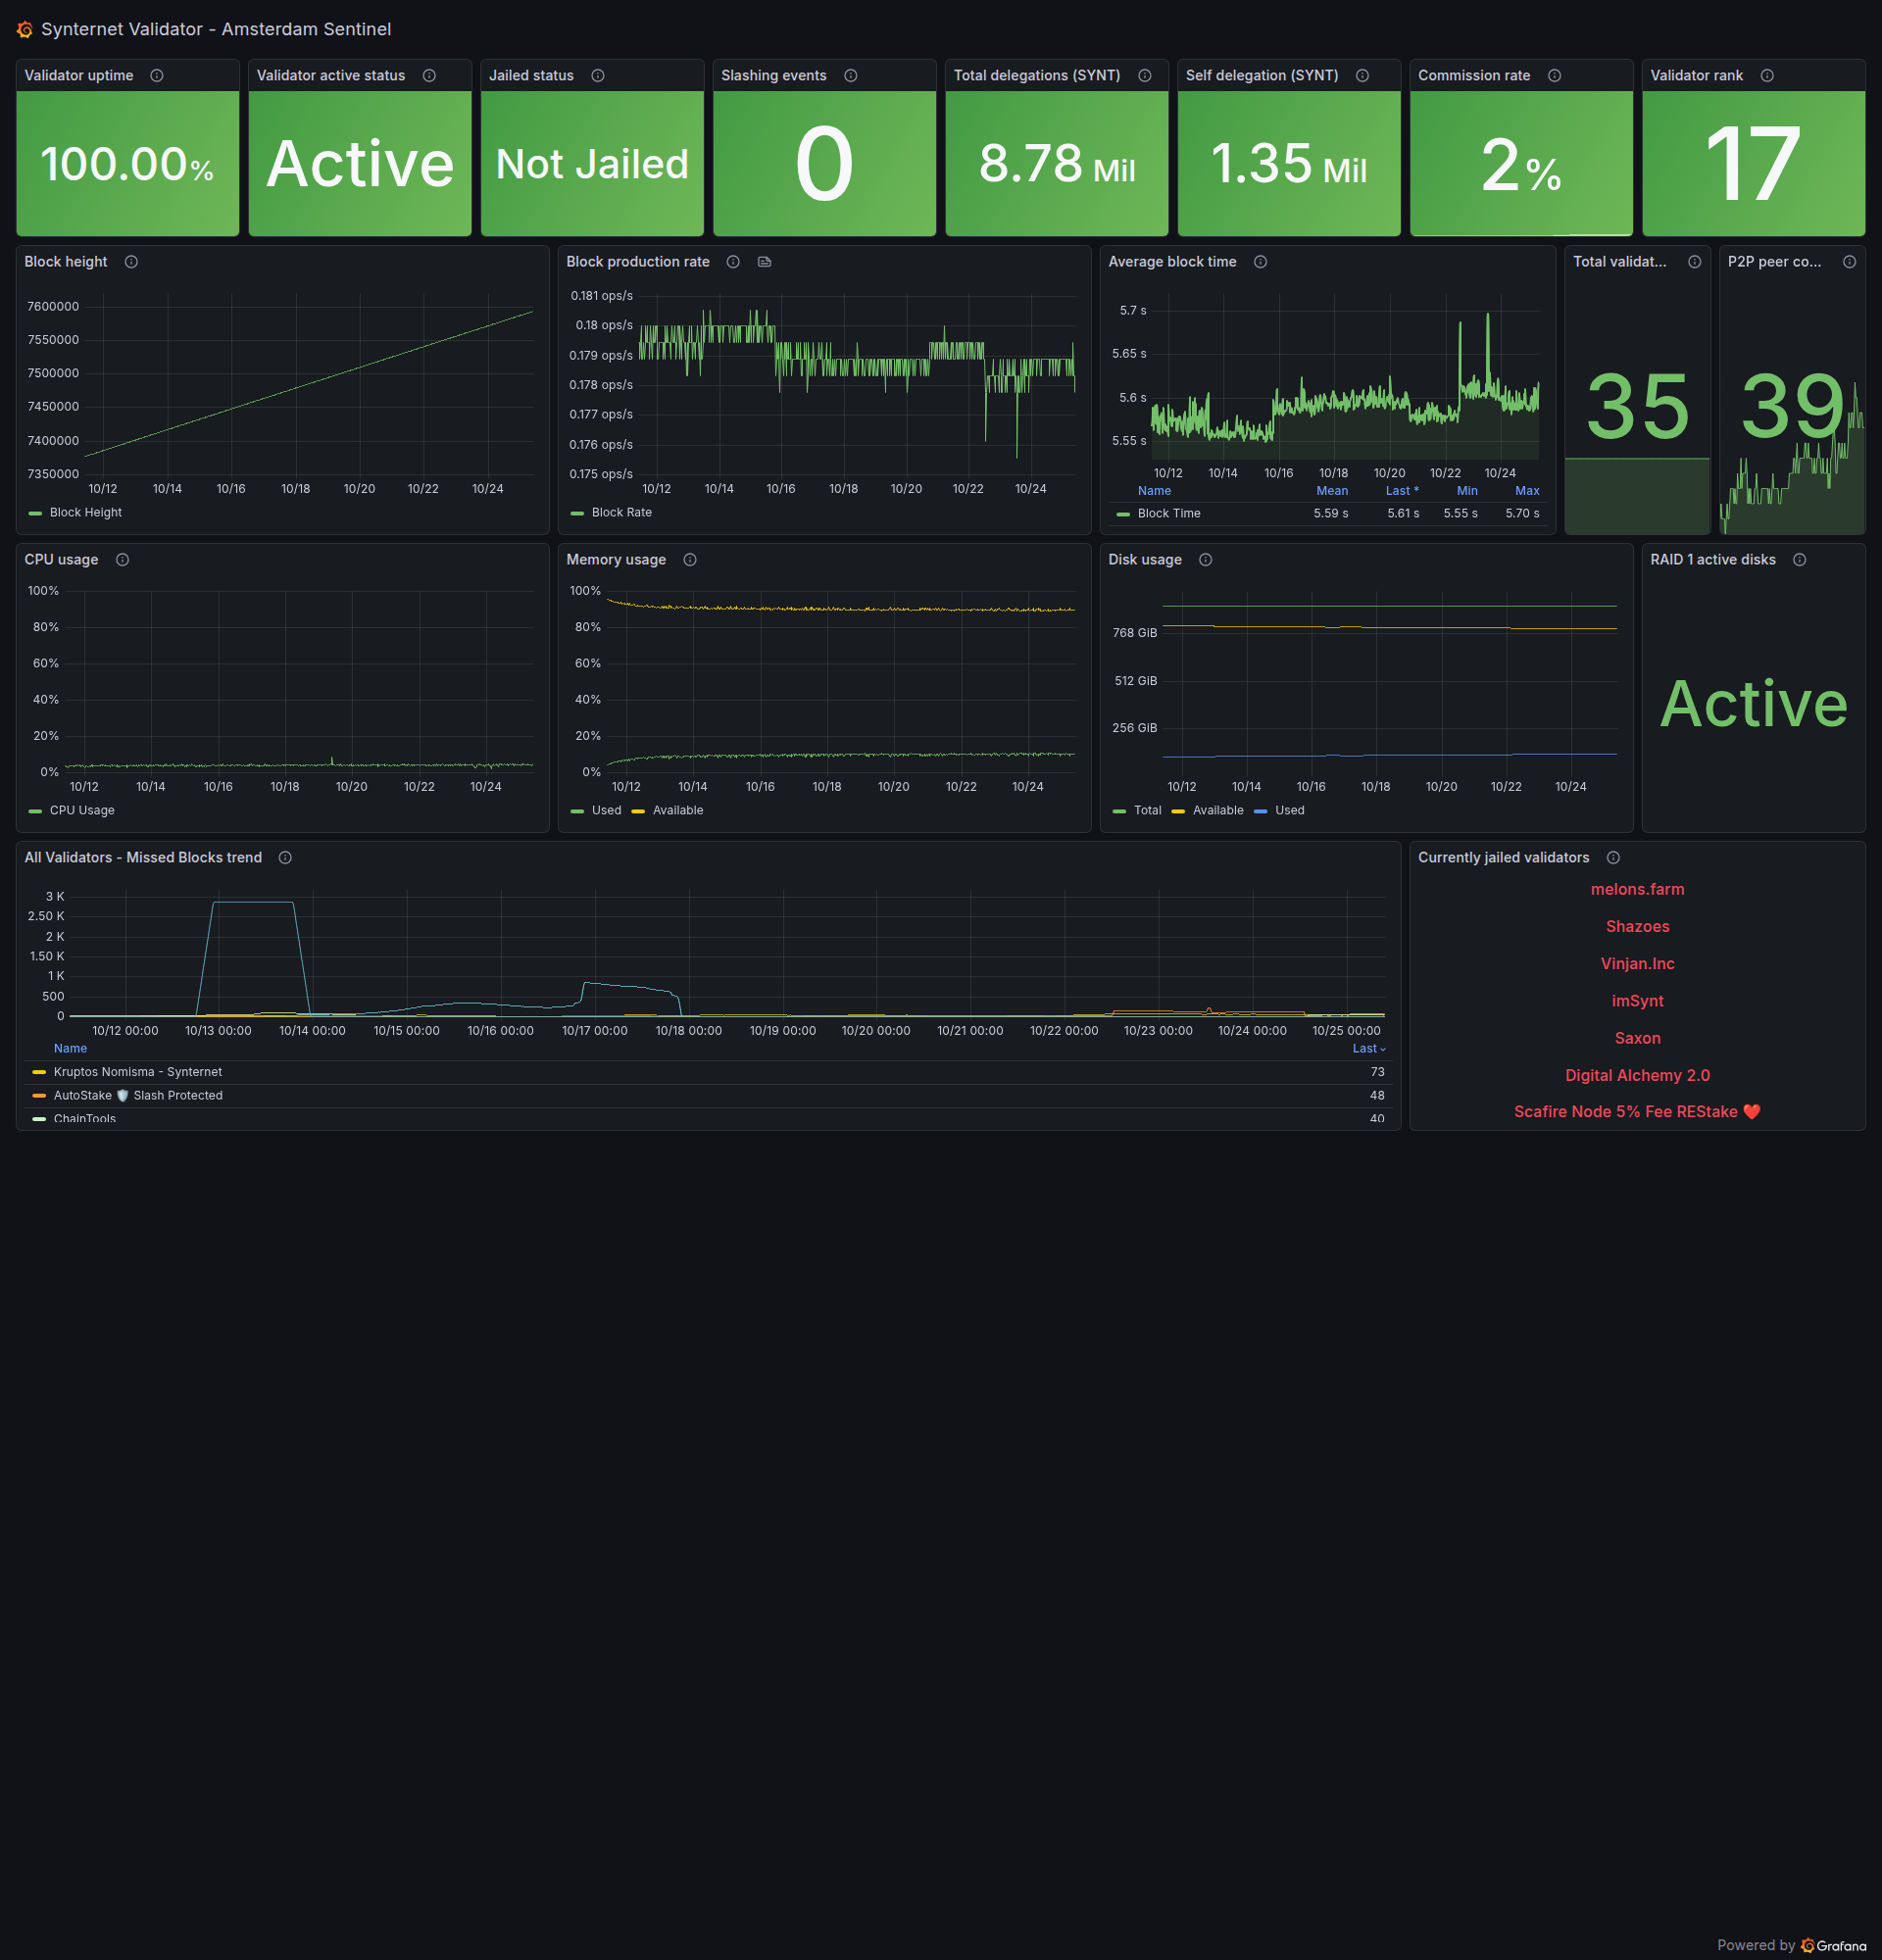 Synternet Validator - Amsterdam Sentinel
Validator uptime
100.00%
Validator active status
Active
Jailed status
Not Jailed
Slashing events
0
Total delegations (SYNT)
8.78 Mil
Self delegation (SYNT)
1.35 Mil
Commission rate
2%
Validator rank
17
Block height
7600000
7550000
7500000
7450000
7400000
7350000
10/12 10/14 10/16 10/18 10/20 10/22 10/24
Block Height
Block production rate
0.181 ops/s
0.18 ops/s
0.179 ops/s
0.178 ops/s
0.177 ops/s
0.176 ops/s
0.175 ops/s
10/12 10/14 10/16 10/18 10/20 10/22 10/24
Block Rate
Average block time
5.7 s
5.65 s
5.6 s
5.55 s
10/12 10/14 10/16 10/18 10/20 10/22 10/24
Name Mean Last * Min Max
Block TIme 5.59 s 5.61 s 5.55 s 5.70 s
Total validat...
35
P2P peer co...
39
CPU usage
100%
80%
60%
40%
20%
0%
10/12 10/14 10/16 10/18 10/20 10/22 10/24
CPU Usage
Memory usage
100%
80%
60%
40%
20%
0%
10/12 10/14 10/16 10/18 10/20 10/22 10/24
Used Available
Disk usage
768 GiB
512 GiB
256 GiB
10/12 10/14 10/16 10/18 10/20 10/22 10/24
Total Available Used
RAID 1 active disks
Active
All Validators - Missed Blocks trend
3 K
2.50 K
2 K
1.50 K
1 K
500
0
10/12 00:00 10/13 00:00 10/14 00:00 10/15 00:00 10/16 00:00 10/17 00:00 10/18 00:00 10/19 00:00 10/20 00:00 10/21 00:00 10/22 00:00 10/23 00:00 10/24 00:00 10/25 00:00
Name Last
Kruptos Nomisma - Synternet 73
AutoStake 🛡️ Slash Protected 48
ChainTools 40
Currently jailed validators
melons.farm
Shazoes
Vinjan.Inc
imSynt
Saxon
Digital Alchemy 2.0
Scafire Node 5% Fee REStake ❤️
Powered by Grafana